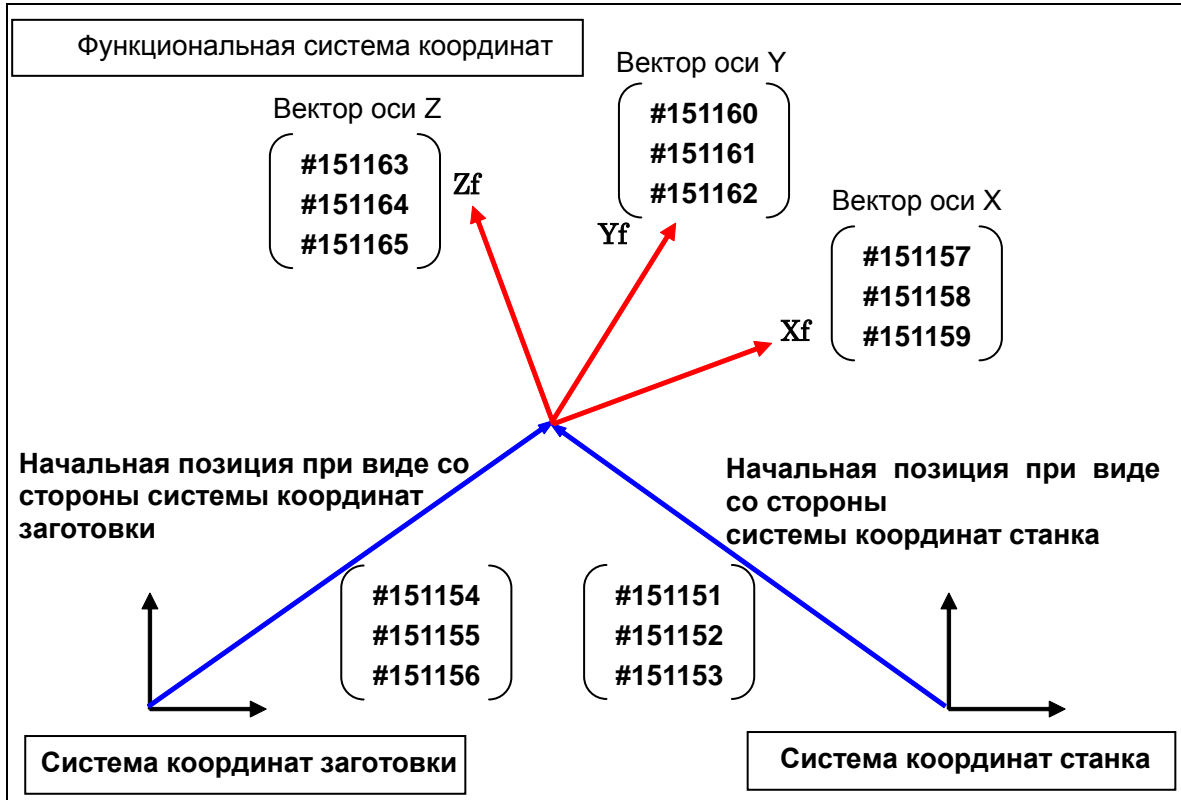 Функциональная система координат
Вектор оси Y
#151160
#151161
#151162
Вектор оси Z
#151163
#151164
#151165
Zf
Yf
Вектор оси X
#151157
#151158
#151159
Xf
Начальная позиция при виде со
стороны системы координат
заготовки
Начальная позиция при виде
со стороны
системы координат станка
#151154
#151155
#151156
#151151
#151152
#151153
Система координат заготовки
Система координат станка